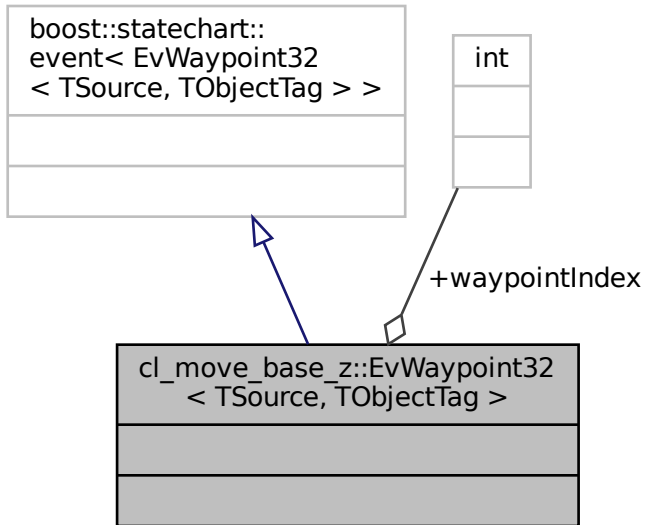 boost::statechart::
event< EvWaypoint32
< TSource, TObjectTag > >
int
+waypointIndex
cl_move_base_z::EvWaypoint32
< TSource, TObjectTag >